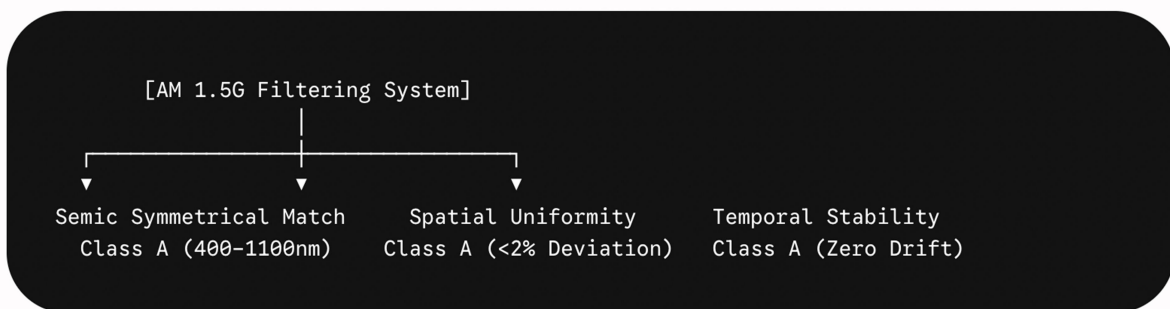 [AM 1.5G Filtering System]
Semic Symmetrical Match Spatial Uniformity Temporal Stability
Class A (400–1100nm) Class A (<2% Deviation) Class A (Zero Drift)